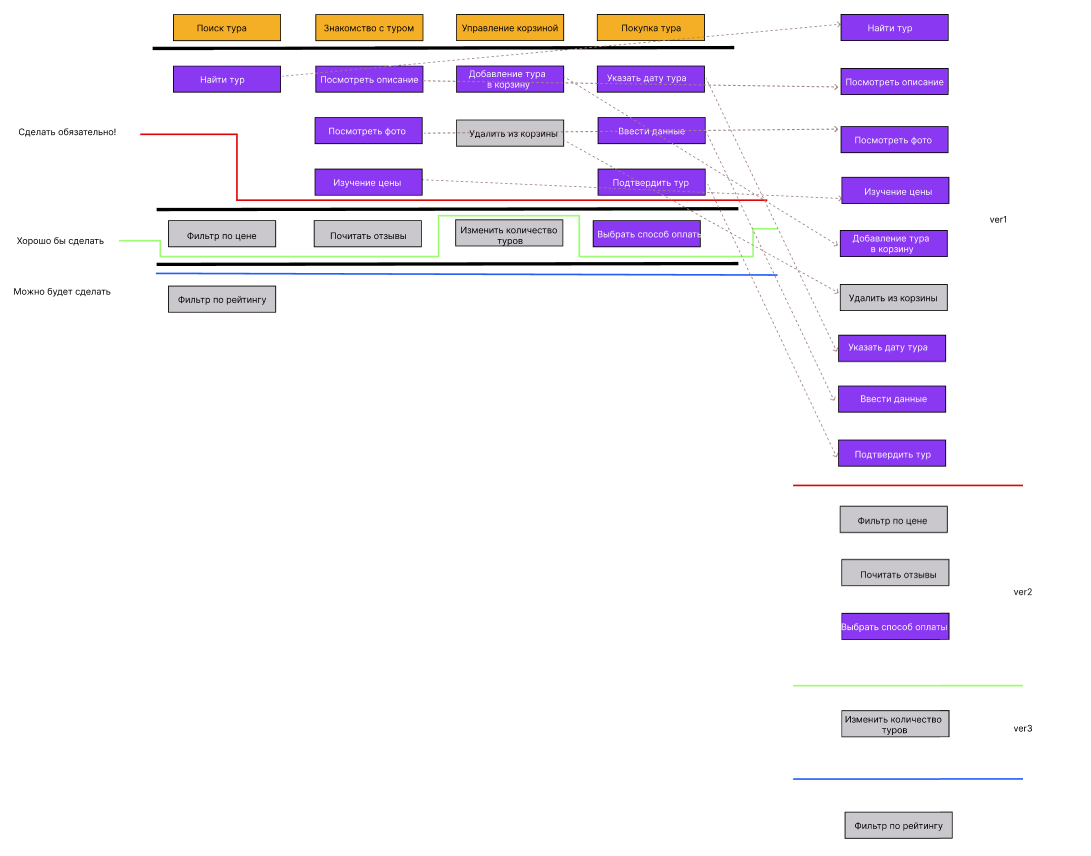 Поиск тура
Знакомство с туром
Управление корзиной
Покупка тура
Найти тур
Найти тур
Посмотреть описание
Добавление тура
в корзину
Указать дату тура
Посмотреть описание
Сделать обязательно!
Посмотреть фото
Удалить из корзины
Ввести данные
Посмотреть фото
Изучение цены
Подтвердить тур
Изучение цены
ver1
Хорошо бы сделать
Фильтр по цене
Почитать отзывы
Изменить количество
туров
Выбрать способ оплаты
Добавление тура
в корзину
Можно будет сделать
Фильтр по рейтингу
Удалить из корзины
Указать дату тура
Ввести данные
Подтвердить тур
Фильтр по цене
Почитать отзывы
ver2
Выбрать способ оплаты
Изменить количество
туров
ver3
Фильтр по рейтингу